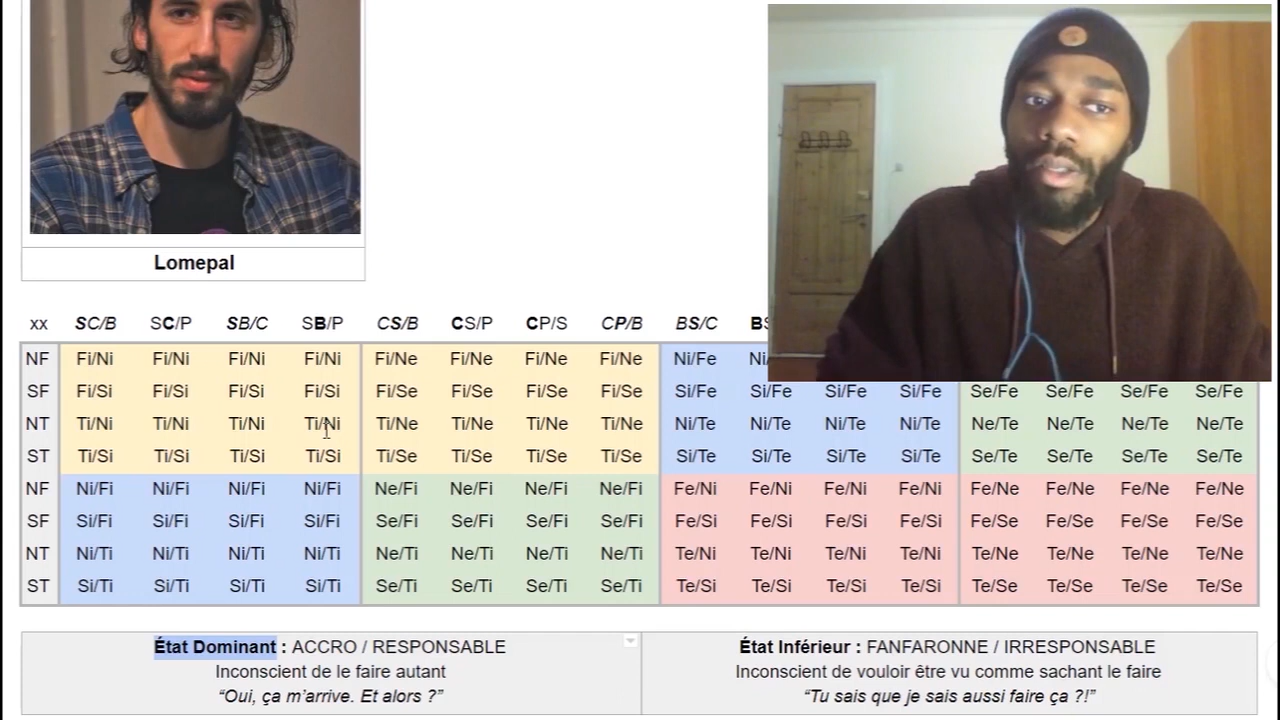 Lomepal
xx SC/B SC/P SB/C SB/P CS/B CS/P CP/S CP/B BS/C
NF Fi/Ni Fi/Ni Fi/Ni Fi/Ni Fi/Ne Fi/Ne Fi/Ne Fi/Ne Ni/Fe
SF Fi/Si Fi/Si Fi/Si Fi/Si Fi/Se Fi/Se Fi/Se Fi/Se Si/Fe Si/Fe Si/Fe Si/Fe Se/Fe Se/Fe Se/Fe Se/Fe
NT Ti/Ni Ti/Ni Ti/Ni Ti/Ni Ti/Ne Ti/Ne Ti/Ne Ti/Ne Ni/Te Ni/Te Ni/Te Ni/Te Ne/Te Ne/Te Ne/Te Ne/Te
ST Ti/Si Ti/Si Ti/Si Ti/Si Ti/Se Ti/Se Ti/Se Ti/Se Si/Te Si/Te Si/Te Si/Te Se/Te Se/Te Se/Te Se/Te
NF Ni/Fi Ni/Fi Ni/Fi Ni/Fi Ne/Fi Ne/Fi Ne/Fi Ne/Fi Fe/Ni Fe/Ni Fe/Ni Fe/Ni Fe/Ne Fe/Ne Fe/Ne Fe/Ne
SF Si/Fi Si/Fi Si/Fi Si/Fi Se/Fi Se/Fi Se/Fi Se/Fi Fe/Si Fe/Si Fe/Si Fe/Si Fe/Se Fe/Se Fe/Se Fe/Se
NT Ni/Ti Ni/Ti Ni/Ti Ni/Ti Ne/Ti Ne/Ti Ne/Ti Ne/Ti Te/Ni Te/Ni Te/Ni Te/Ni Te/Ne Te/Ne Te/Ne Te/Ne
ST Si/Ti Si/Ti Si/Ti Si/Ti Se/Ti Se/Ti Se/Ti Se/Ti Te/Si Te/Si Te/Si Te/Si Te/Se Te/Se Te/Se Te/Se
État Dominant : ACCRO / RESPONSABLE
Inconscient de le faire autant
“Oui, ça m’arrive. Et alors ?”
État Inférieur : FANFARONNE / IRRESPONSABLE
Inconscient de vouloir être vu comme sachant le faire
“Tu sais que je sais aussi faire ça ?!”